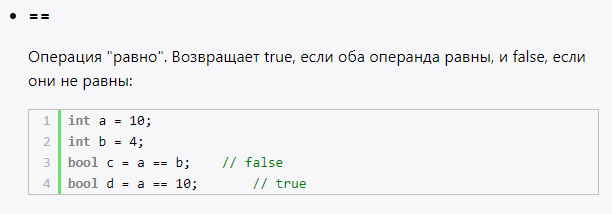 • ==
Операция "равно". Возвращает true, если оба операнда равны, и false, если
они не равны:
1 int a = 10;
2 int b = 4;
3 bool c = a == b;    // false
4 bool d = a == 10;       // true